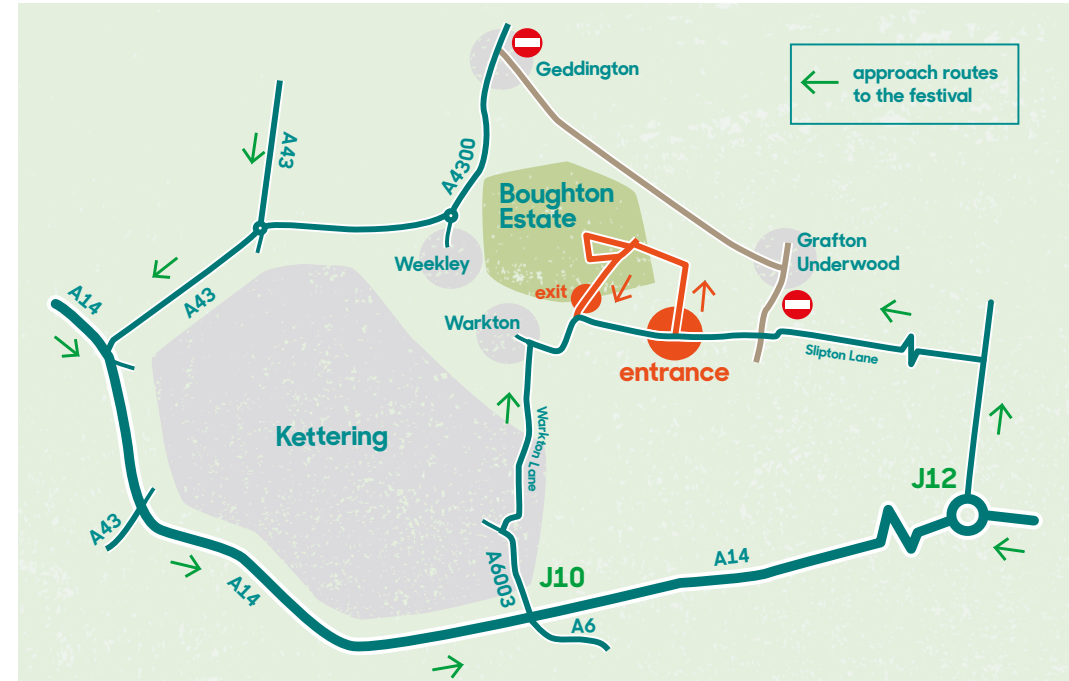 Geddington
approach routes
to the festival
A43
A4300
Boughton
Estate
Grafton
Underwood
Weekley
A14
A43
exit
Warkton
Slipton Lane
entrance
Kettering
Warkton Lane
J12
A43
A14
A6003
J10
A14
A6